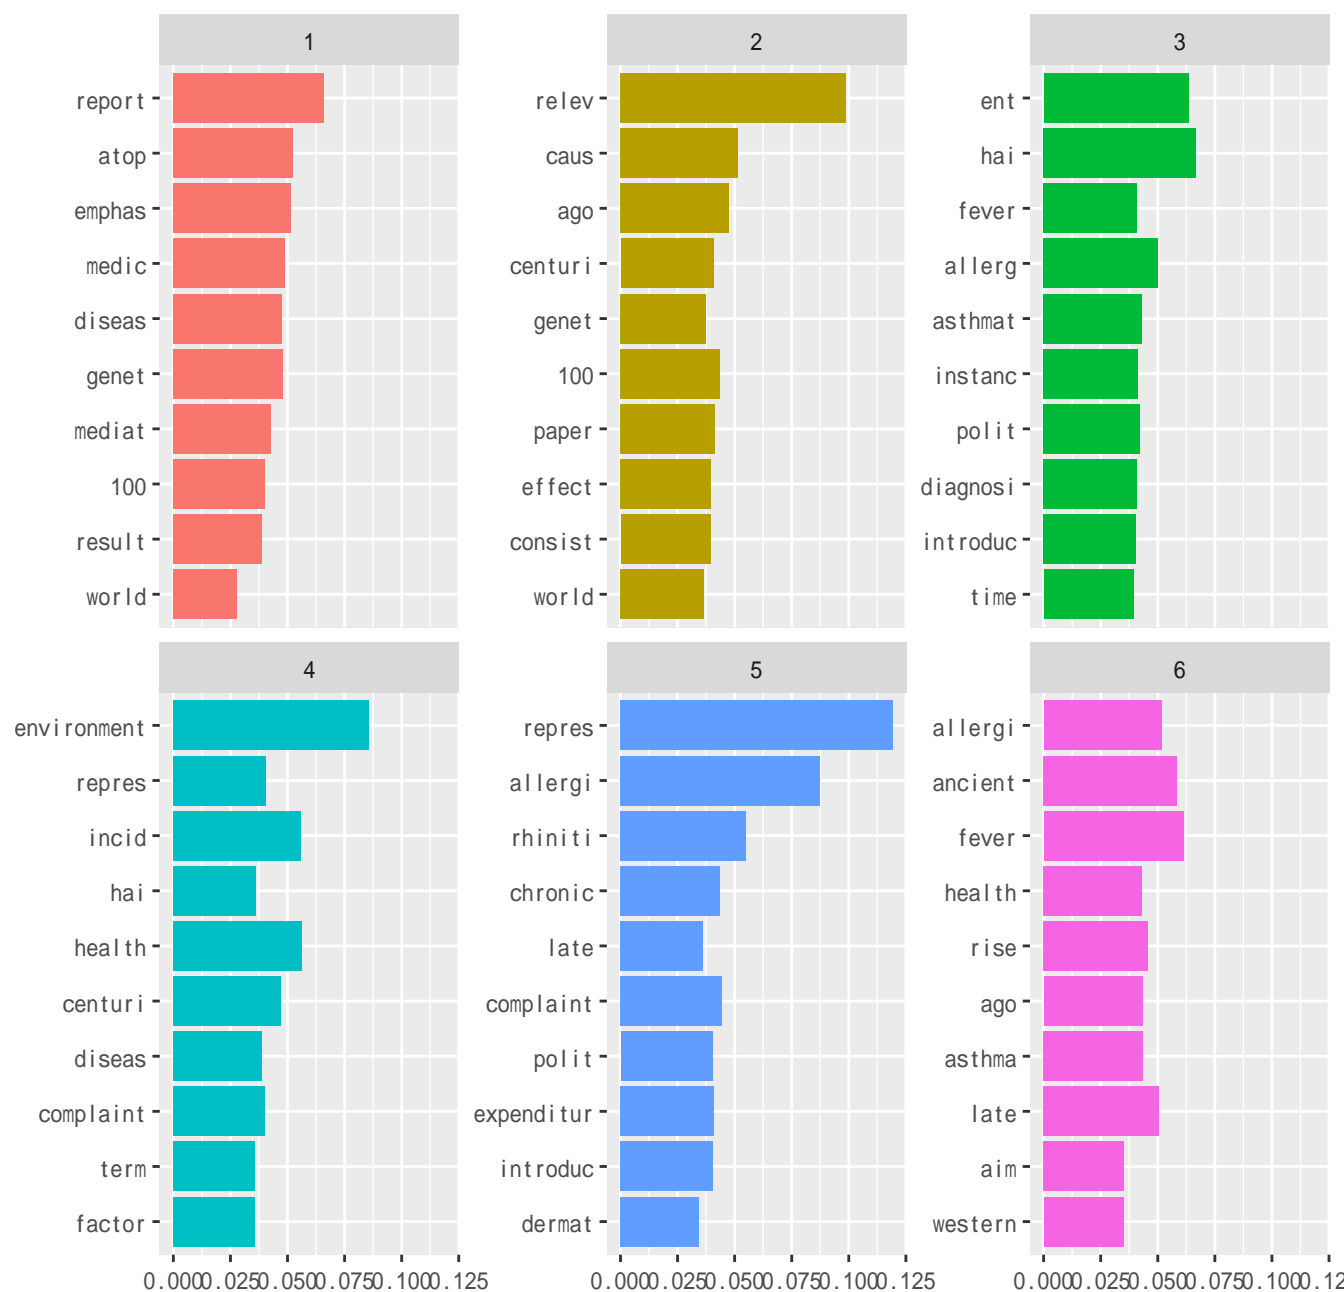 1
report
atop
emphas
medic
diseas
genet
mediat
100
result
world
2
relev
caus
ago
centuri
genet
100
paper
effect
consist
world
3
ent
hai
fever
allerg
asthmat
instanc
polit
diagnosi
introduc
time
4
environment
repres
incid
hai
health
centuri
diseas
complaint
term
factor
0.000 0.025 0.050 0.075 0.100 0.125
5
repres
allergi
rhiniti
chronic
late
complaint
polit
expenditur
introduc
dermat
0.000 0.025 0.050 0.075 0.100 0.125
6
allergi
ancient
fever
health
rise
ago
asthma
late
aim
western
0.000 0.025 0.050 0.075 0.100 0.12